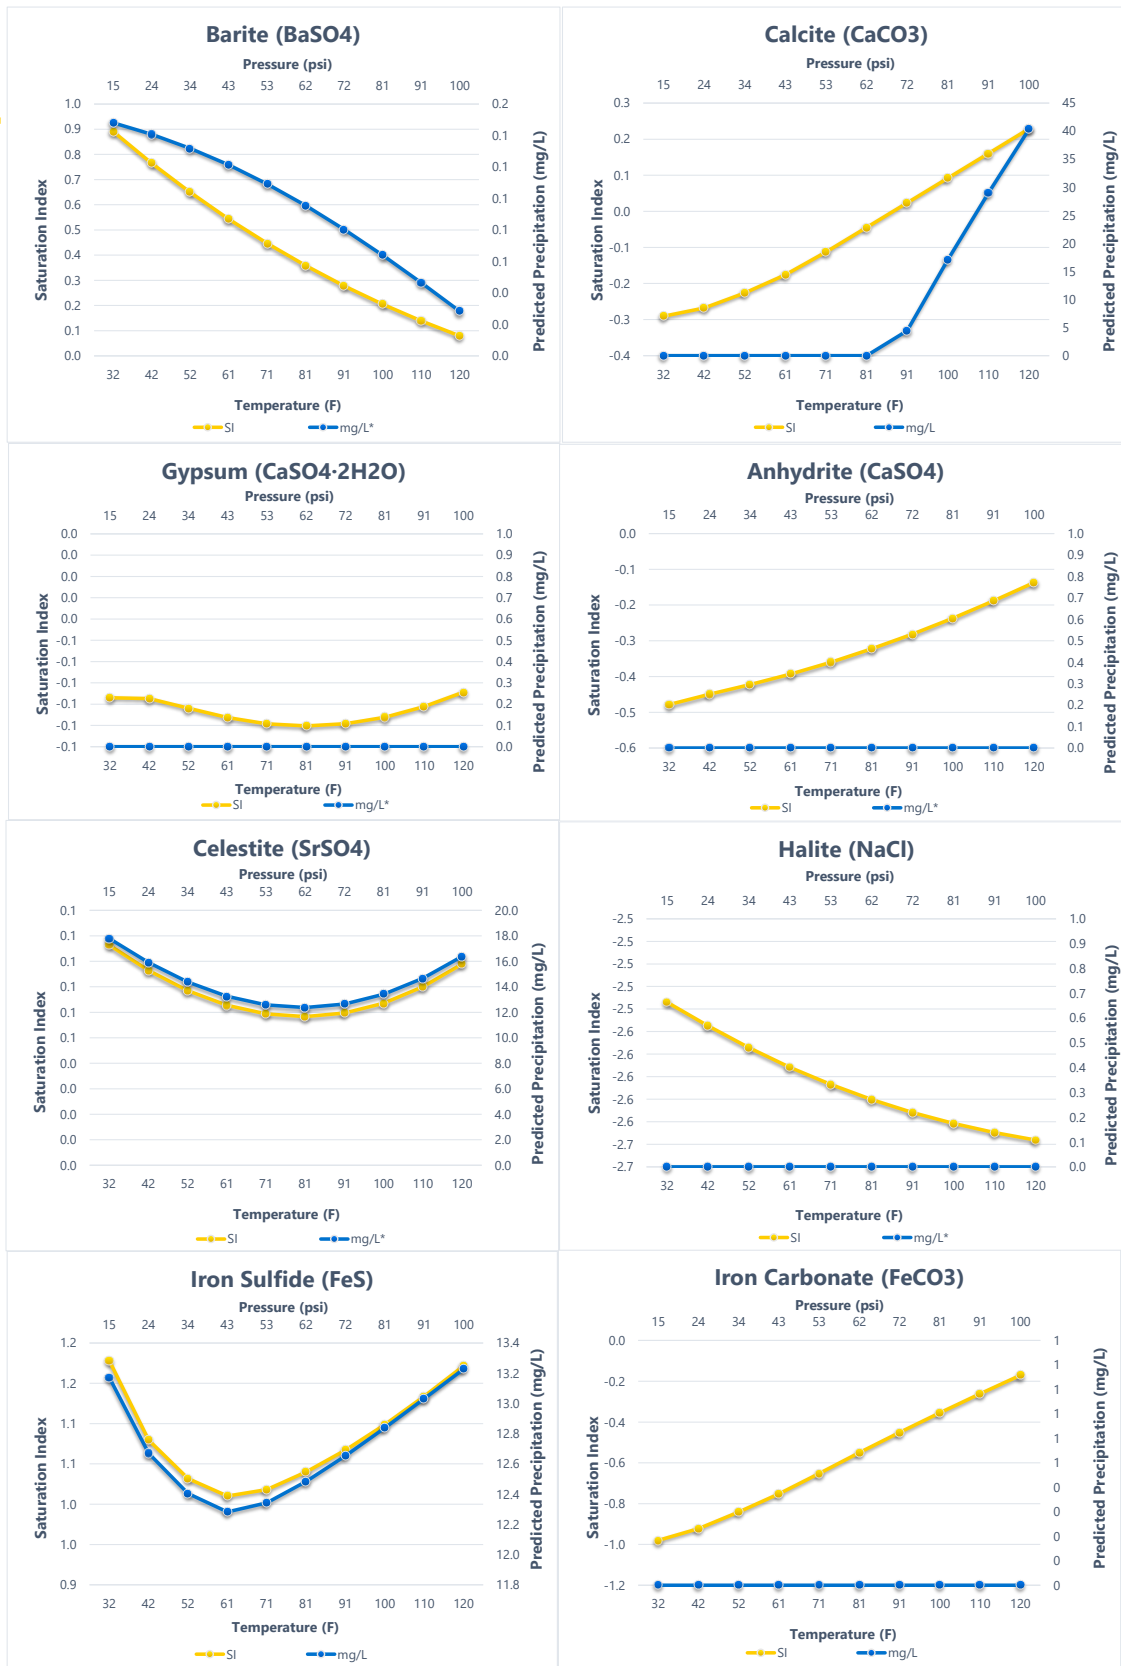 Barite (BaSO4)
Pressure (psi)
15 24 34 43 53 62 72 81 91 100
1.0 0.2
0.9 0.1
0.8 0.1
0.7 0.1
0.6 0.1
0.5 0.1
0.4 0.0
0.3 0.0
0.2 0.0
0.1
0.0
Saturation Index
Predicted Precipitation (mg/L)
32 42 52 61 71 81 91 100 110 120
Temperature (F)
SI mg/L*
Calcite (CaCO3)
Pressure (psi)
15 24 34 43 53 62 72 81 91 100
0.3 45
0.2 40
0.1 35
0.0 30
-0.1 25
-0.2 20
-0.3 15
-0.4 10
5
0
Saturation Index
Predicted Precipitation (mg/L)
32 42 52 61 71 81 91 100 110 120
Temperature (F)
SI mg/L
Gypsum (CaSO4·2H2O)
Pressure (psi)
15 24 34 43 53 62 72 81 91 100
0.0 1.0
0.0 0.9
0.0 0.8
0.0 0.7
0.0 0.6
-0.1 0.5
-0.1 0.4
-0.1 0.3
-0.1 0.2
-0.1 0.1
-0.1 0.0
Saturation Index
Predicted Precipitation (mg/L)
32 42 52 61 71 81 91 100 110 120
Temperature (F)
SI mg/L*
Anhydrite (CaSO4)
Pressure (psi)
15 24 34 43 53 62 72 81 91 100
0.0 1.0
-0.1 0.9
-0.2 0.8
-0.3 0.7
-0.4 0.6
-0.5 0.5
-0.6 0.4
0.3
0.2
0.1
0.0
Saturation Index
Predicted Precipitation (mg/L)
32 42 52 61 71 81 91 100 110 120
Temperature (F)
SI mg/L*
Celestite (SrSO4)
Pressure (psi)
15 24 34 43 53 62 72 81 91 100
0.1 20.0
0.1 18.0
0.1 16.0
0.1 14.0
0.1 12.0
0.1 10.0
0.0 8.0
0.0 6.0
0.0 4.0
0.0 2.0
0.0 0.0
Saturation Index
Predicted Precipitation (mg/L)
32 42 52 61 71 81 91 100 110 120
Temperature (F)
SI mg/L*
Halite (NaCl)
Pressure (psi)
15 24 34 43 53 62 72 81 91 100
-2.5 1.0
-2.5 0.9
-2.5 0.8
-2.5 0.7
-2.5 0.6
-2.6 0.5
-2.6 0.4
-2.6 0.3
-2.6 0.2
-2.6 0.1
-2.7 0.0
-2.7
Saturation Index
Predicted Precipitation (mg/L)
32 42 52 61 71 81 91 100 110 120
Temperature (F)
SI mg/L*
Iron Sulfide (FeS)
Pressure (psi)
15 24 34 43 53 62 72 81 91 100
1.2 13.4
1.2 13.2
1.1 13.0
1.1 12.8
1.0 12.6
1.0 12.4
0.9 12.2
12.0
11.8
Saturation Index
Predicted Precipitation (mg/L)
32 42 52 61 71 81 91 100 110 120
Temperature (F)
SI mg/L
Iron Carbonate (FeCO3)
Pressure (psi)
15 24 34 43 53 62 72 81 91 100
0.0 1
-0.2 1
-0.4 1
-0.6 1
-0.8 1
-1.0 1
-1.2 0
0
0
0
0
Saturation Index
Predicted Precipitation (mg/L)
32 42 52 61 71 81 91 100 110 120
Temperature (F)
SI mg/L